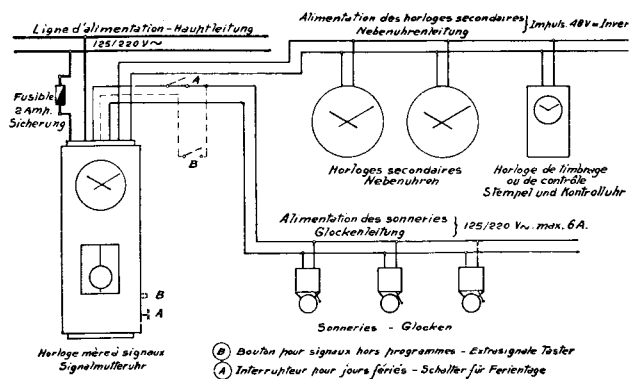 Ligne d'alimentation - Hauptleitung
125/220 V~
Alimentation des horloges secondaires
Nebenuhrenleitung
Impuls. 48V = Inver
A
Fusible
2 Amp.
Sicherung
B
Horloges secondaires
Nebenuhren
Horloge de timbrage
ou de contrôle
Stempel und Kontrolluhr
Alimentation des sonneries
Glockenleitung
125/220 V~ max. 6A.
B
A
Sonneries - Glocken
Horloge mère à signaux
Signalmutteruhr
B Bouton pour signaux hors programmes - Extrasignale Taster
A Interrupteur pour jours fériés - Schalter für Ferientage